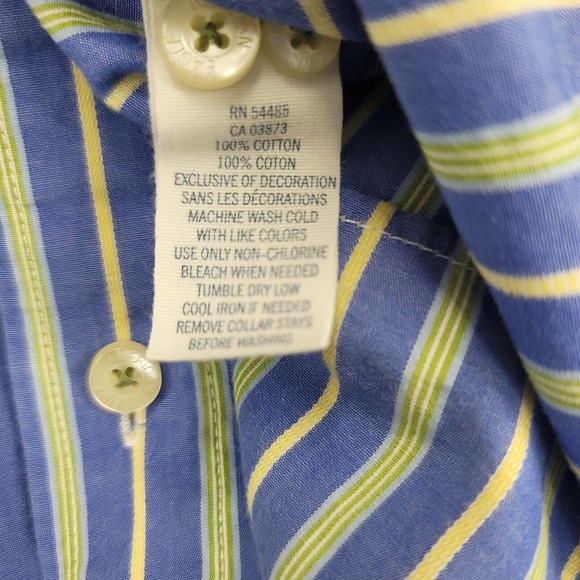 EAGLE
RN 54485
CA 03873
100% COTTON
100% COTON
EXCLUSIVE OF DECORATION
SANS LES DÉCORATIONS
MACHINE WASH COLD
WITH LIKE COLORS
USE ONLY NON-CHLORINE
BLEACH WHEN NEEDED
TUMBLE DRY LOW
COOL IRON IF NEEDED
REMOVE COLLAR STAYS
BEFORE WASHING